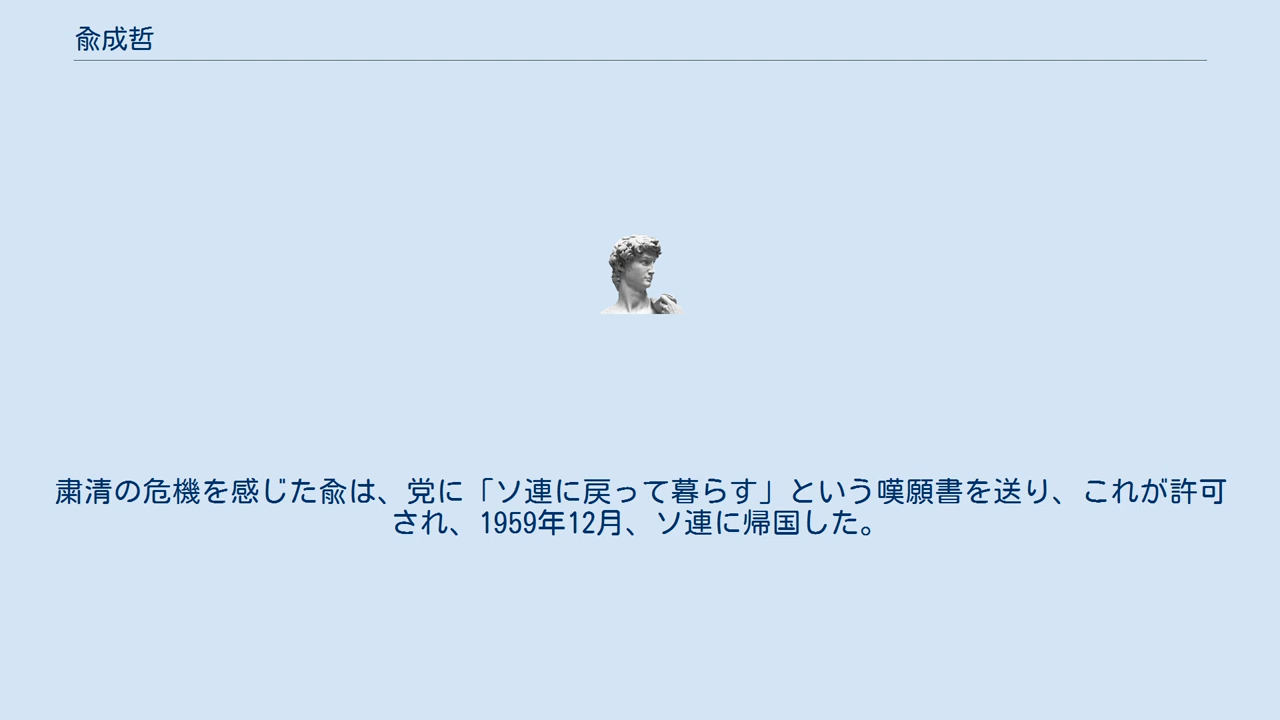 兪成哲
粛清の危機を感じた兪は、党に「ソ連に戻って暮らす」という嘆願書を送り、これが許可
され、1959年12月、ソ連に帰国した。